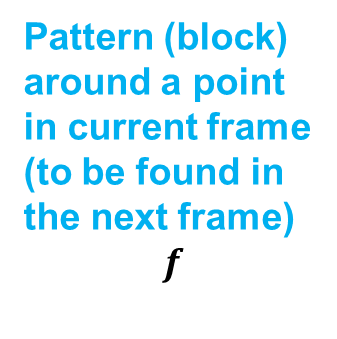 Pattern (block)
around a point
in current frame
(to be found in
the next frame)
f